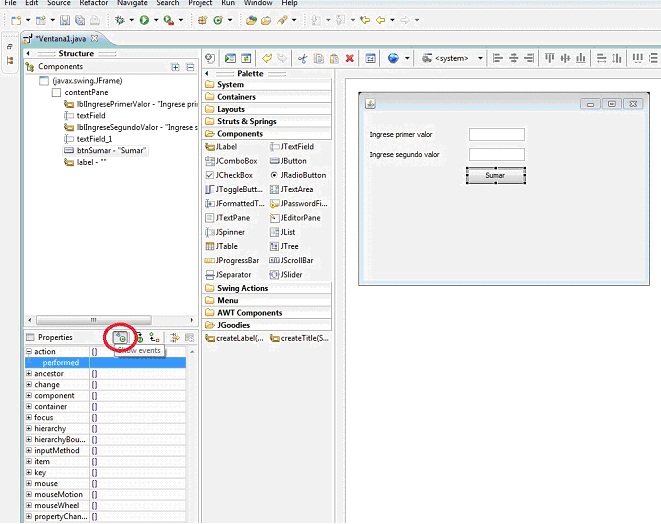 File Edit Source Refactor Navigate Search Project Run Window Help
*Ventana1.java
Structure
Components
(javax.swing.JFrame)
contentPane
lblIngresePrimerValor - "Ingrese pri
textField
lblIngreseSegundoValor - "Ingrese s
textField_1
btnSumar - "Sumar"
label - ""
Palette
System
Containers
Layouts
Struts & Springs
Components
JLabel JTextField
JComboBox JButton
JCheckBox JRadioButton
JToggleButt... JTextArea
JFormattedT... JPasswordFi...
JTextPane JEditorPane
JSpinner JList
JTable JTree
JProgressBar JScrollBar
JSeparator JSlider
Swing Actions
Menu
AWT Components
JGoodies
createLabel(... createTitle(S...
<system>
Ingrese primer valor
Ingrese segundo valor
Sumar
Properties
Show events
action []
performed
ancestor []
change []
component []
container []
focus []
hierarchy []
hierarchyBou... []
inputMethod []
item []
key []
mouse []
mouseMotion []
mouseWheel []
propertyChan... []